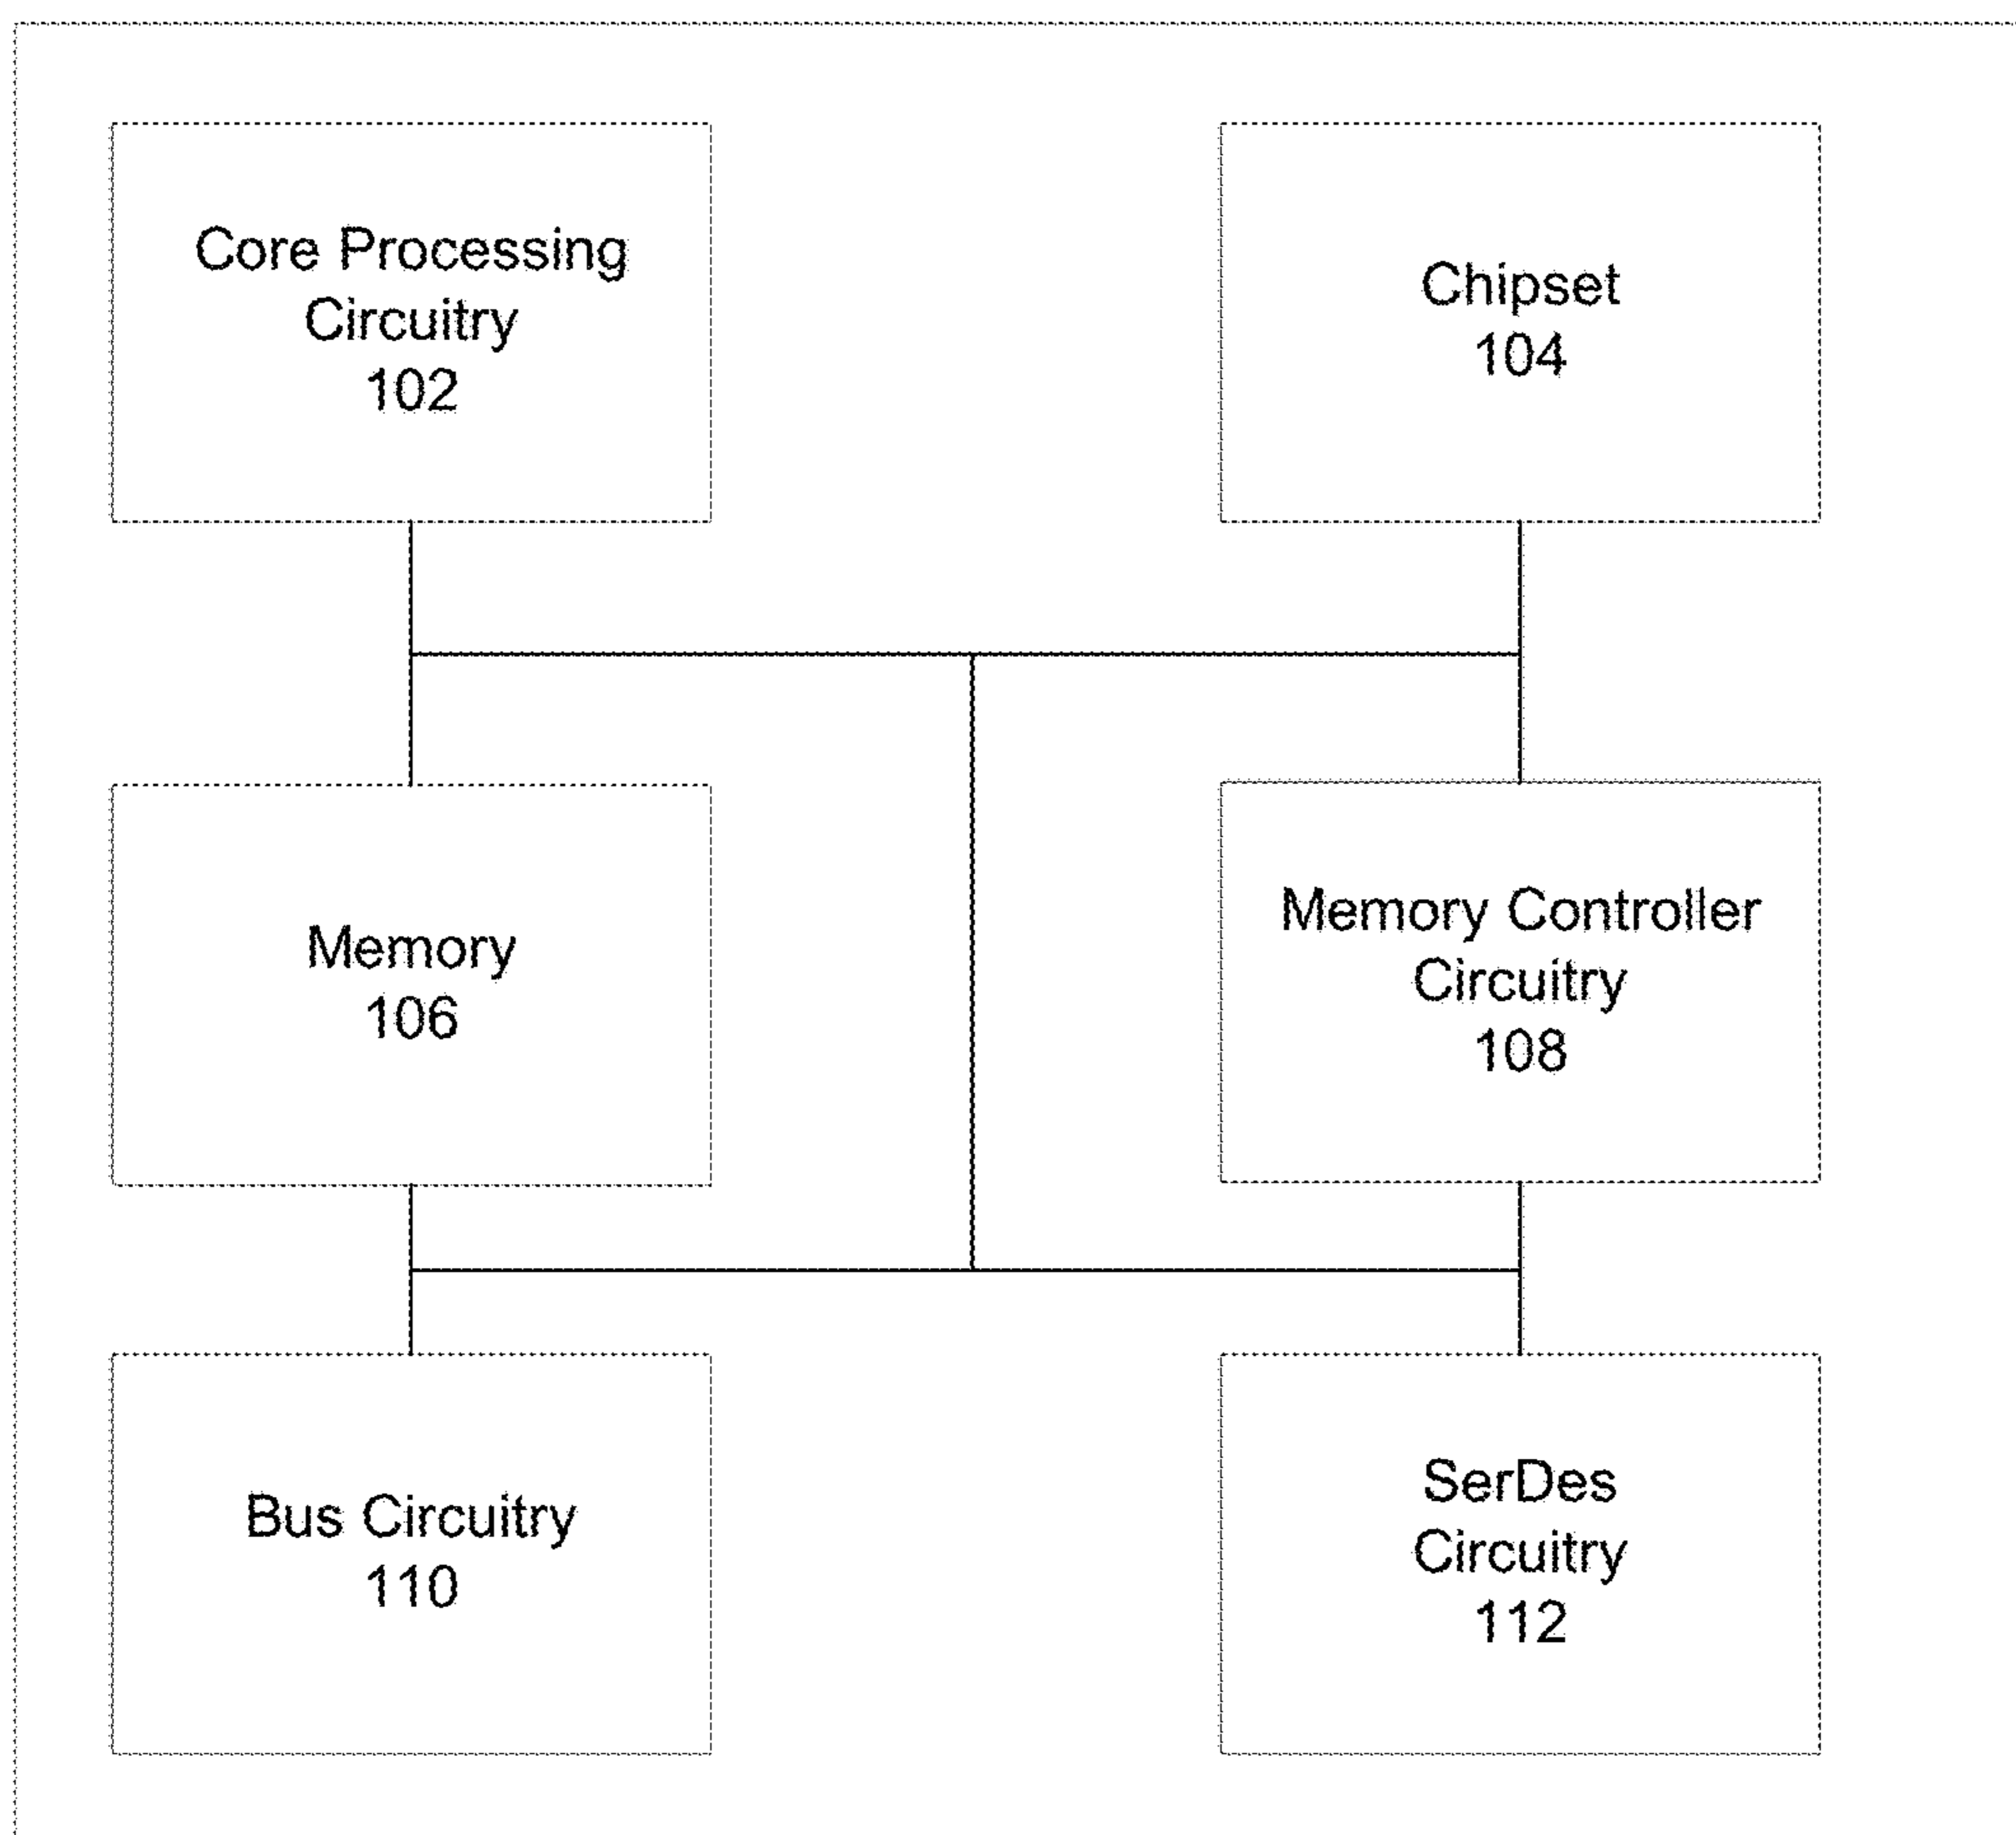 Core Processing
Circuitry
102
Chipset
104
Memory
106
Memory Controller
Circuitry
108
Bus Circuitry
110
SerDes
Circuitry
112